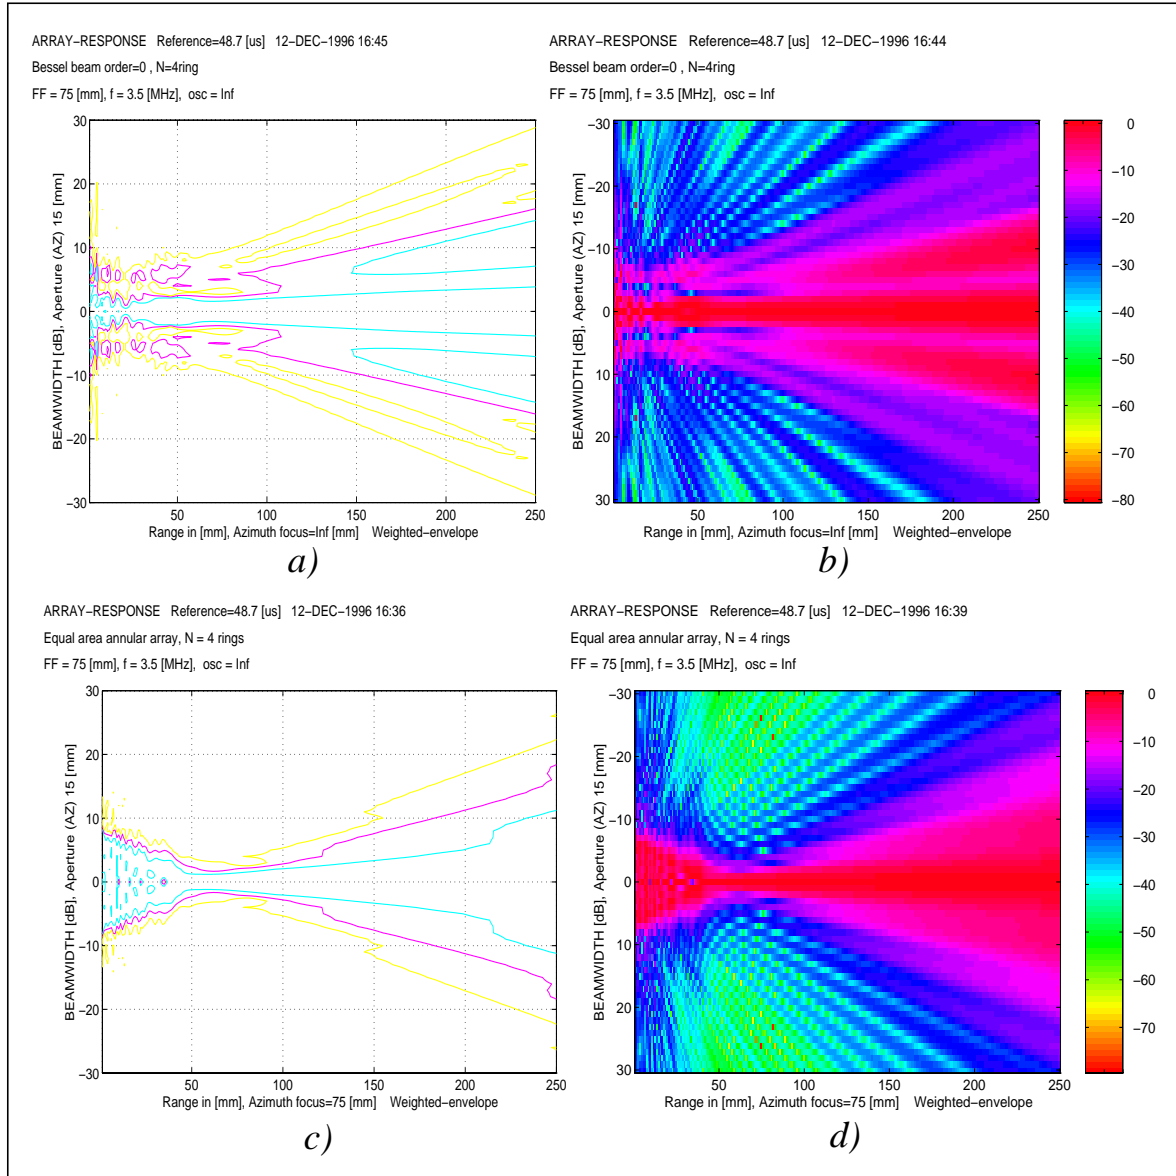 ARRAY−RESPONSE Reference=48.7 [us] 12−DEC−1996 16:45
Bessel beam order=0 , N=4ring
FF = 75 [mm], f = 3.5 [MHz], osc = Inf
30
20
10
0
−10
−20
−30
BEAMWIDTH [dB], Aperture (AZ) 15 [mm]
50 100 150 200 250
Range in [mm], Azimuth focus=Inf [mm] Weighted−envelope
a)
ARRAY−RESPONSE Reference=48.7 [us] 12−DEC−1996 16:44
Bessel beam order=0 , N=4ring
FF = 75 [mm], f = 3.5 [MHz], osc = Inf
−30
−20
−10
0
10
20
30
BEAMWIDTH [dB], Aperture (AZ) 15 [mm]
50 100 150 200 250
Range in [mm], Azimuth focus=Inf [mm] Weighted−envelope
0
−10
−20
−30
−40
−50
−60
−70
−80
b)
ARRAY−RESPONSE Reference=48.7 [us] 12−DEC−1996 16:36
Equal area annular array, N = 4 rings
FF = 75 [mm], f = 3.5 [MHz], osc = Inf
30
20
10
0
−10
−20
−30
BEAMWIDTH [dB], Aperture (AZ) 15 [mm]
50 100 150 200 250
Range in [mm], Azimuth focus=75 [mm] Weighted−envelope
c)
ARRAY−RESPONSE Reference=48.7 [us] 12−DEC−1996 16:39
Equal area annular array, N = 4 rings
FF = 75 [mm], f = 3.5 [MHz], osc = Inf
−30
−20
−10
0
10
20
30
BEAMWIDTH [dB], Aperture (AZ) 15 [mm]
50 100 150 200 250
Range in [mm], Azimuth focus=75 [mm] Weighted−envelope
0
−10
−20
−30
−40
−50
−60
−70
d)